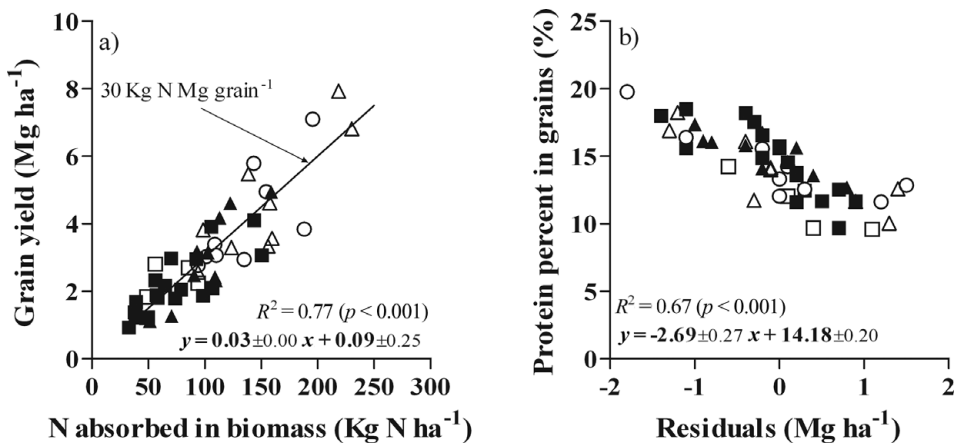 a)
Grain yield (Mg ha⁻¹)
10
8
6
4
2
0
30 Kg N Mg grain⁻¹
R² = 0.77 (p < 0.001)
y = 0.03±0.00 x + 0.09±0.25
0 50 100 150 200 250 300
N absorbed in biomass (Kg N ha⁻¹)
b)
Protein percent in grains (%)
25
20
15
10
5
0
R² = 0.67 (p < 0.001)
y = -2.69±0.27 x + 14.18±0.20
−2 −1 0 1 2
Residuals (Mg ha⁻¹)